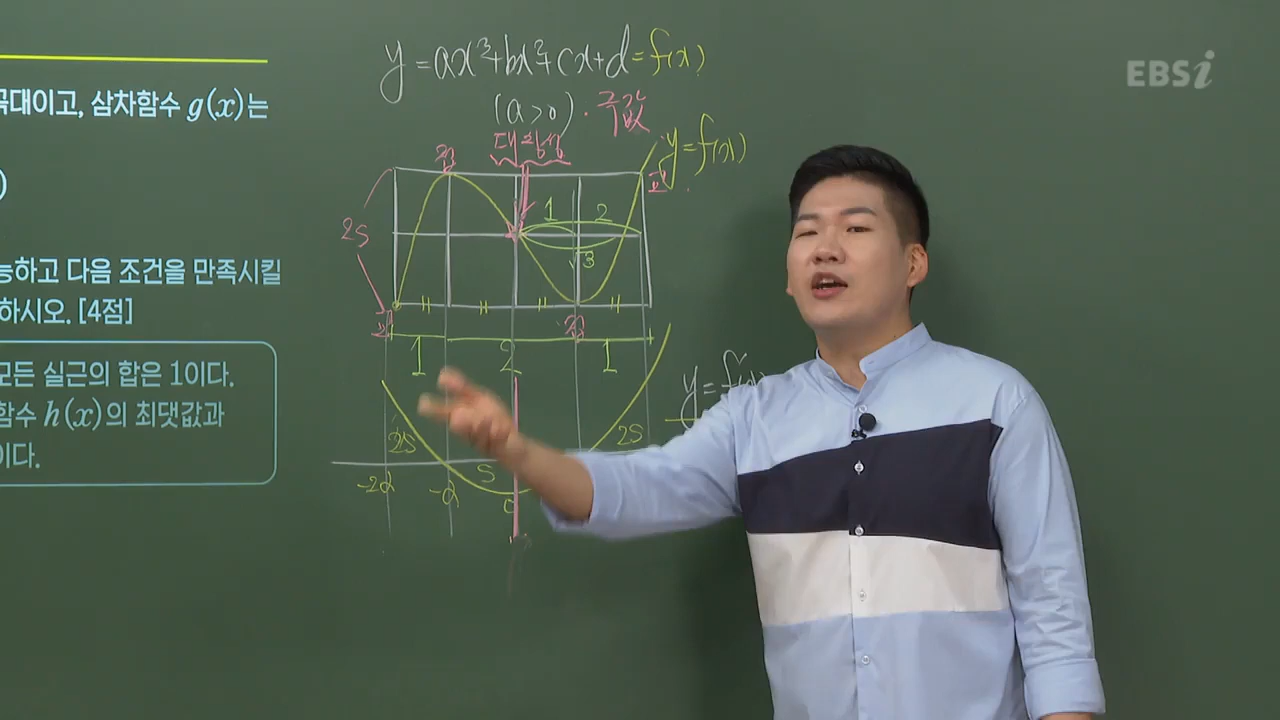 극대이고, 삼차함수 g(x)는
)
능하고 다음 조건을 만족시킬
하시오. [4점]
모든 실근의 합은 1이다.
함수 h(x)의 최댓값과
이다.
y=ax³+bx²+cx+d=f(x)
(a>0)
EBSi
대칭성
y=f(x)
1 2
2S
√3
1 2 1
y=f'(x)
2S 2S
S
-2α -α 0